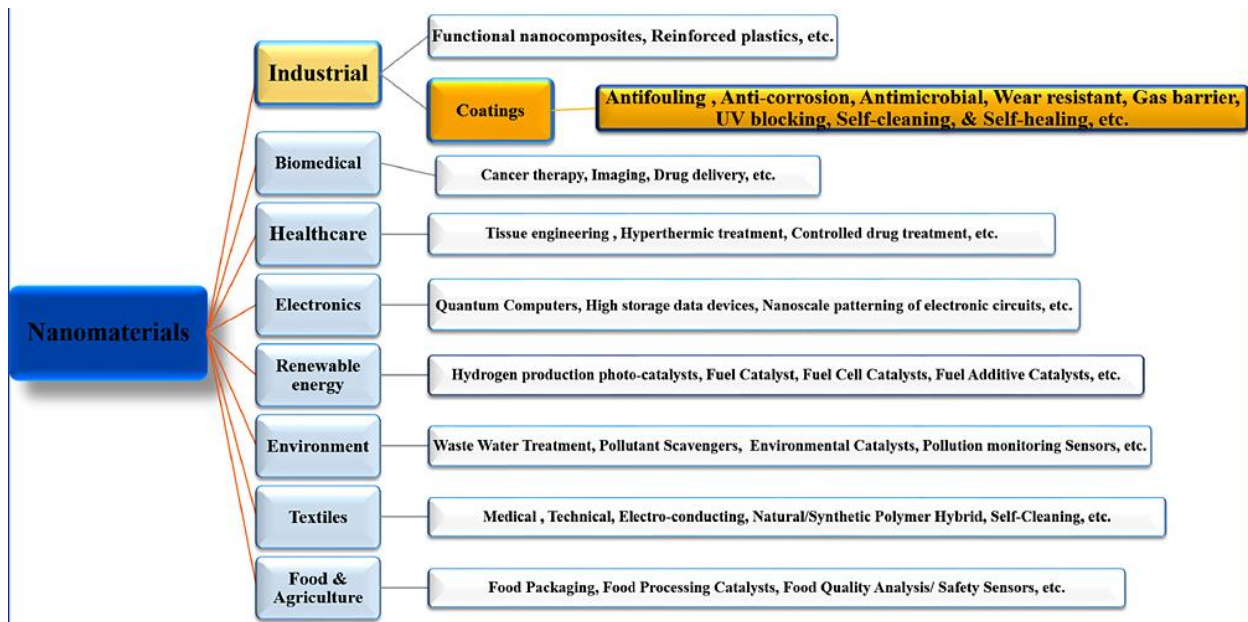 Nanomaterials
Industrial
Functional nanocomposites, Reinforced plastics, etc.
Coatings
Antifouling , Anti-corrosion, Antimicrobial, Wear resistant, Gas barrier,
UV blocking, Self-cleaning, & Self-healing, etc.
Biomedical
Cancer therapy, Imaging, Drug delivery, etc.
Healthcare
Tissue engineering , Hyperthermic treatment, Controlled drug treatment, etc.
Electronics
Quantum Computers, High storage data devices, Nanoscale patterning of electronic circuits, etc.
Renewable
energy
Hydrogen production photo-catalysts, Fuel Catalyst, Fuel Cell Catalysts, Fuel Additive Catalysts, etc.
Environment
Waste Water Treatment, Pollutant Scavengers, Environmental Catalysts, Pollution monitoring Sensors, etc.
Textiles
Medical , Technical, Electro-conducting, Natural/Synthetic Polymer Hybrid, Self-Cleaning, etc.
Food &
Agriculture
Food Packaging, Food Processing Catalysts, Food Quality Analysis/ Safety Sensors, etc.